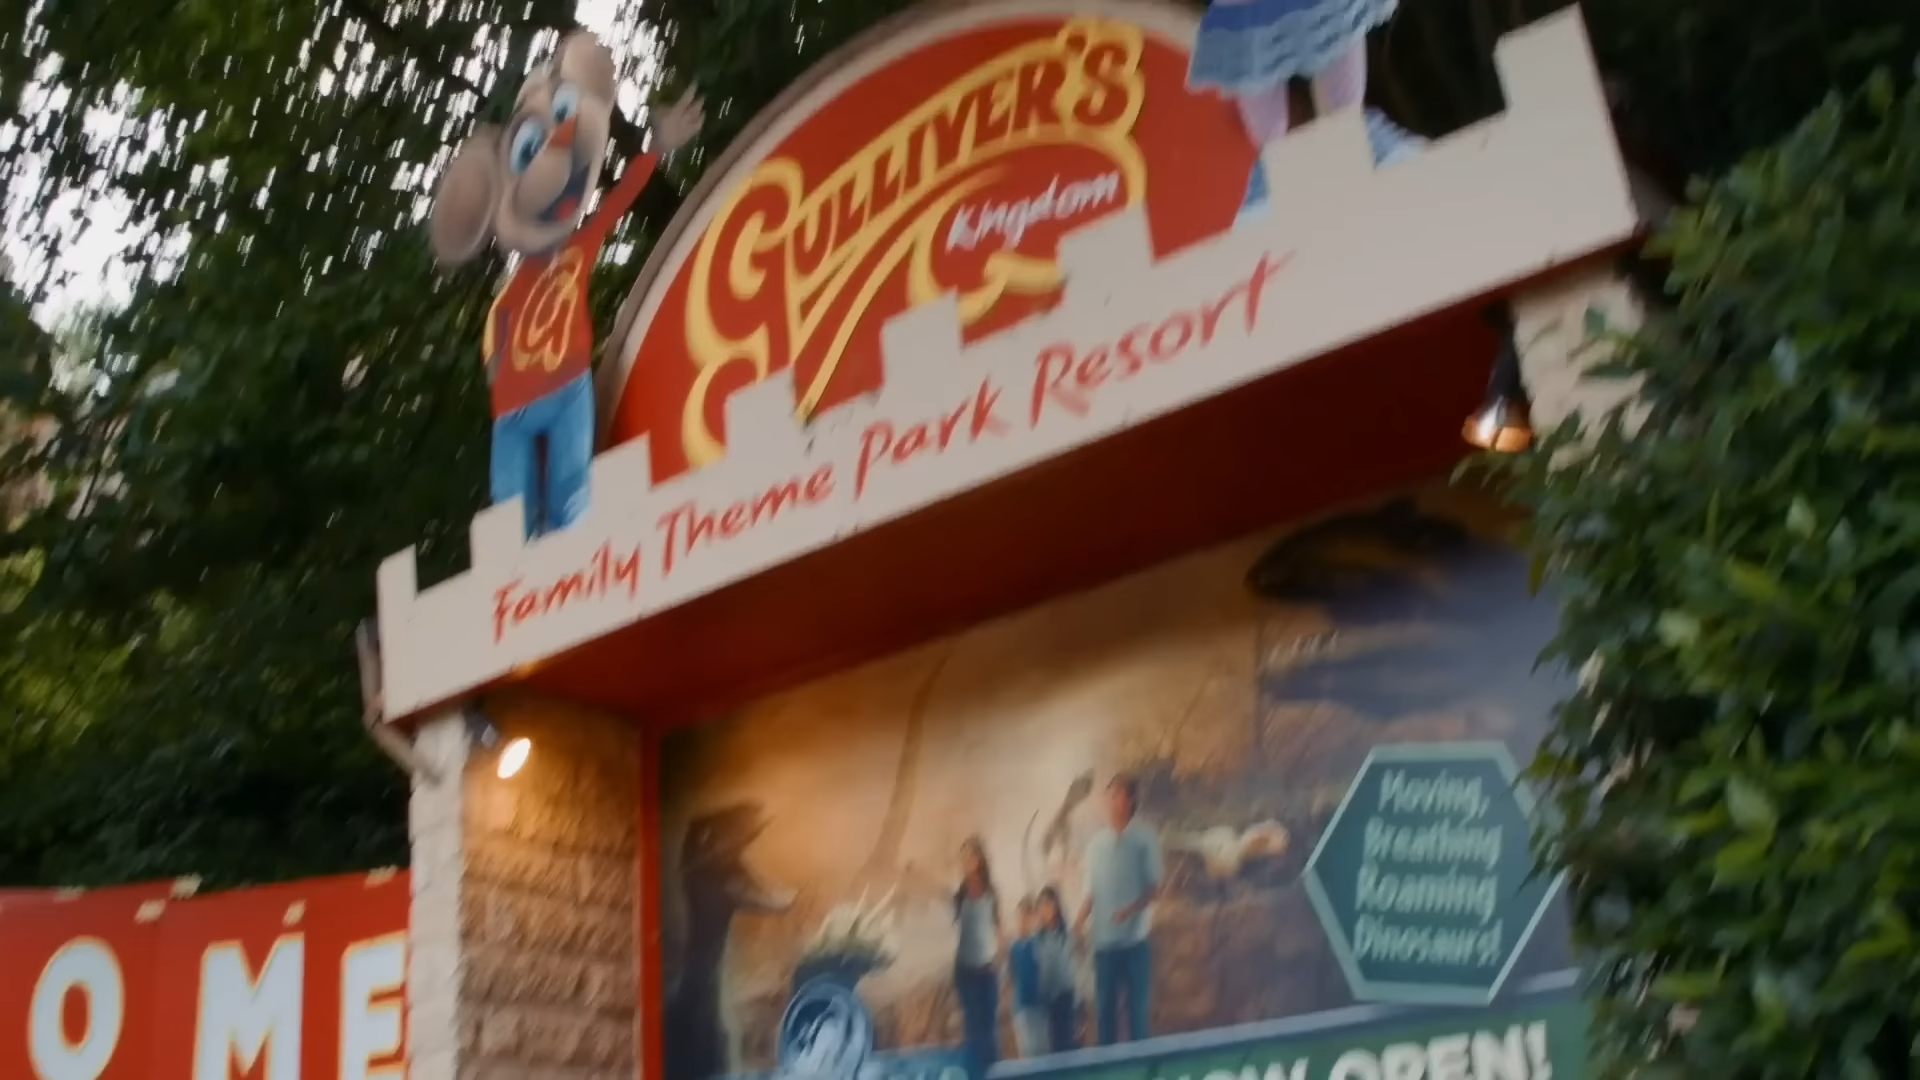 GULLIVER'S
Kingdom
Family Theme Park Resort
G
Moving,
Breathing
Roaming
Dinosaurs!
NOW OPEN!
OME